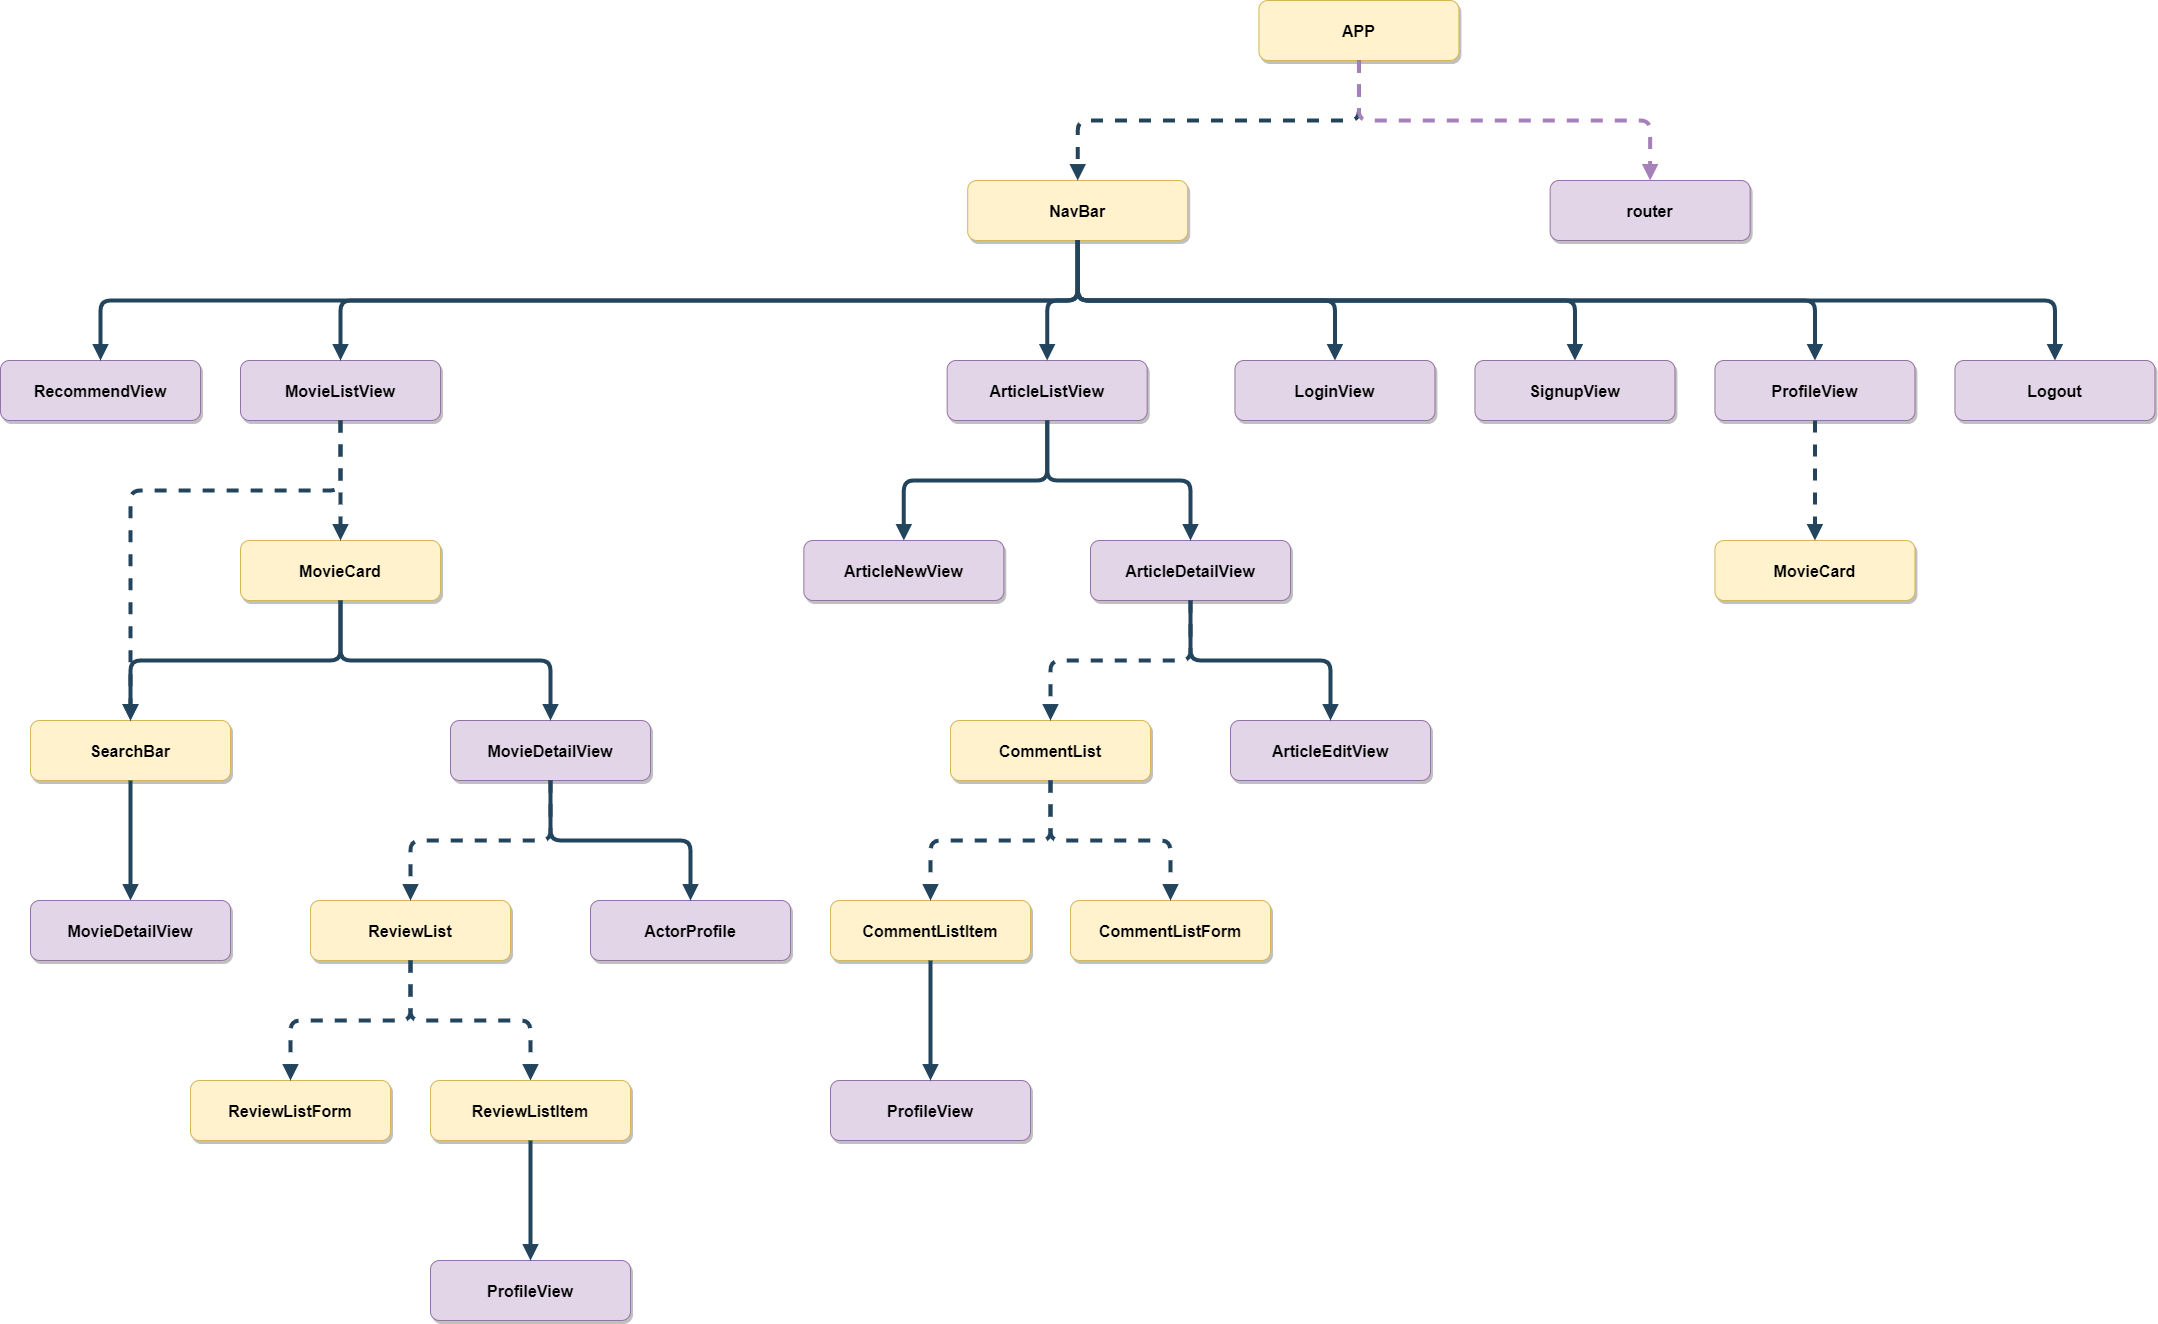 APP
NavBar
router
RecommendView
MovieListView
ArticleListView
LoginView
SignupView
ProfileView
Logout
MovieCard
ArticleNewView
ArticleDetailView
MovieCard
SearchBar
MovieDetailView
CommentList
ArticleEditView
MovieDetailView
ReviewList
ActorProfile
CommentListItem
CommentListForm
ReviewListForm
ReviewListItem
ProfileView
ProfileView